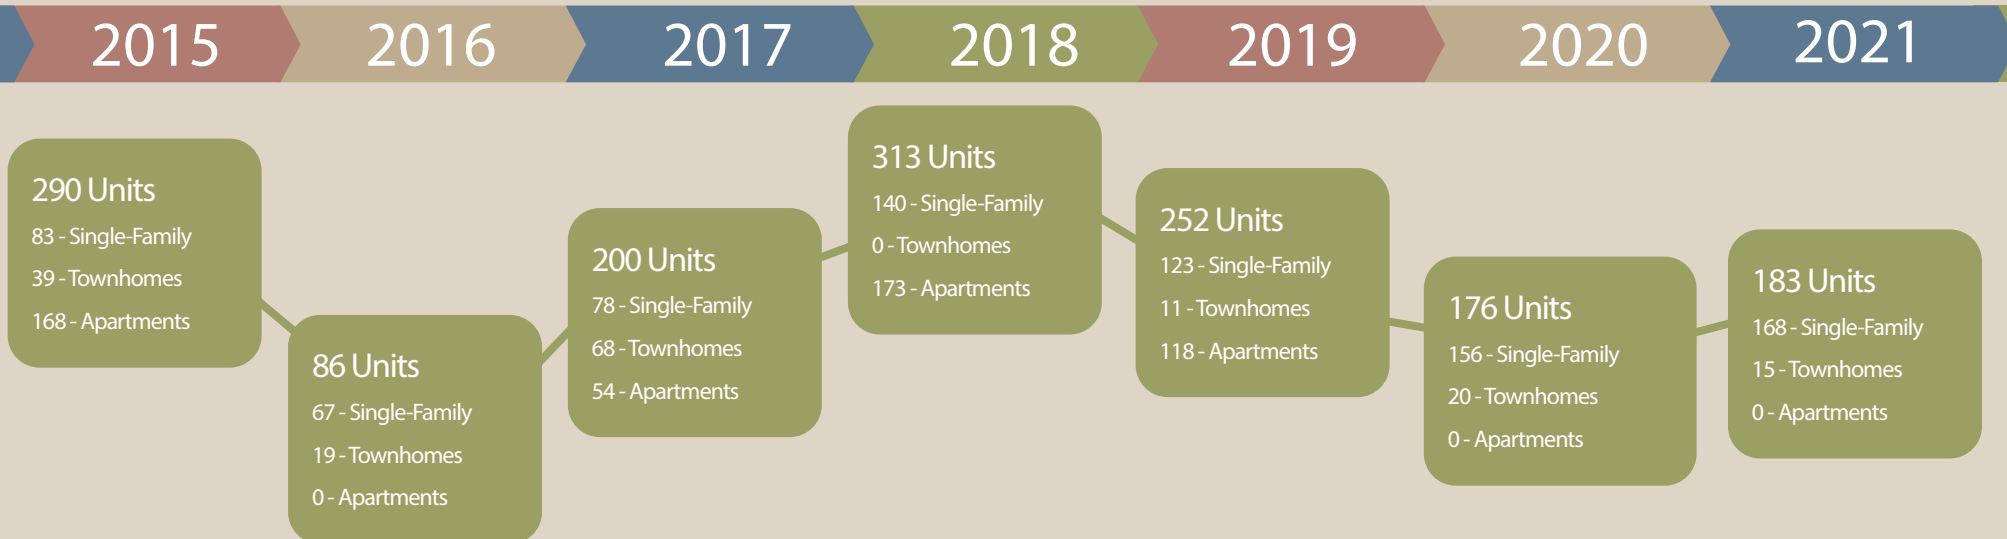 2015
2016
2017
2018
2019
2020
2021
290 Units
83 - Single-Family
39 - Townhomes
168 - Apartments
86 Units
67 - Single-Family
19 - Townhomes
0 - Apartments
200 Units
78 - Single-Family
68 - Townhomes
54 - Apartments
313 Units
140 - Single-Family
0 - Townhomes
173 - Apartments
252 Units
123 - Single-Family
11 - Townhomes
118 - Apartments
176 Units
156 - Single-Family
20 - Townhomes
0 - Apartments
183 Units
168 - Single-Family
15 - Townhomes
0 - Apartments